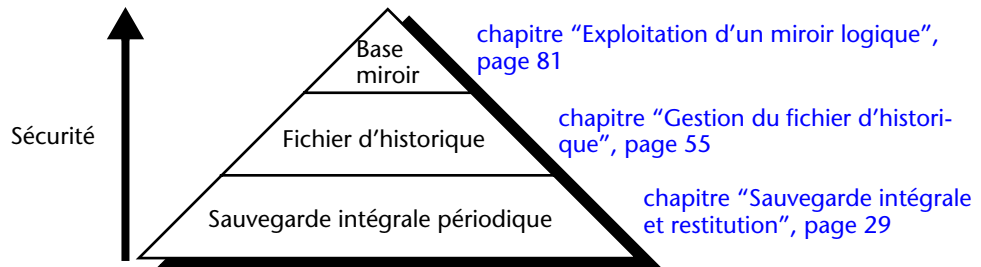 Sécurité
Base
miroir
chapitre “Exploitation d’un miroir logique”,
page 81
Fichier d’historique
chapitre “Gestion du fichier d’histori-
que”, page 55
Sauvegarde intégrale périodique
chapitre “Sauvegarde intégrale
et restitution”, page 29